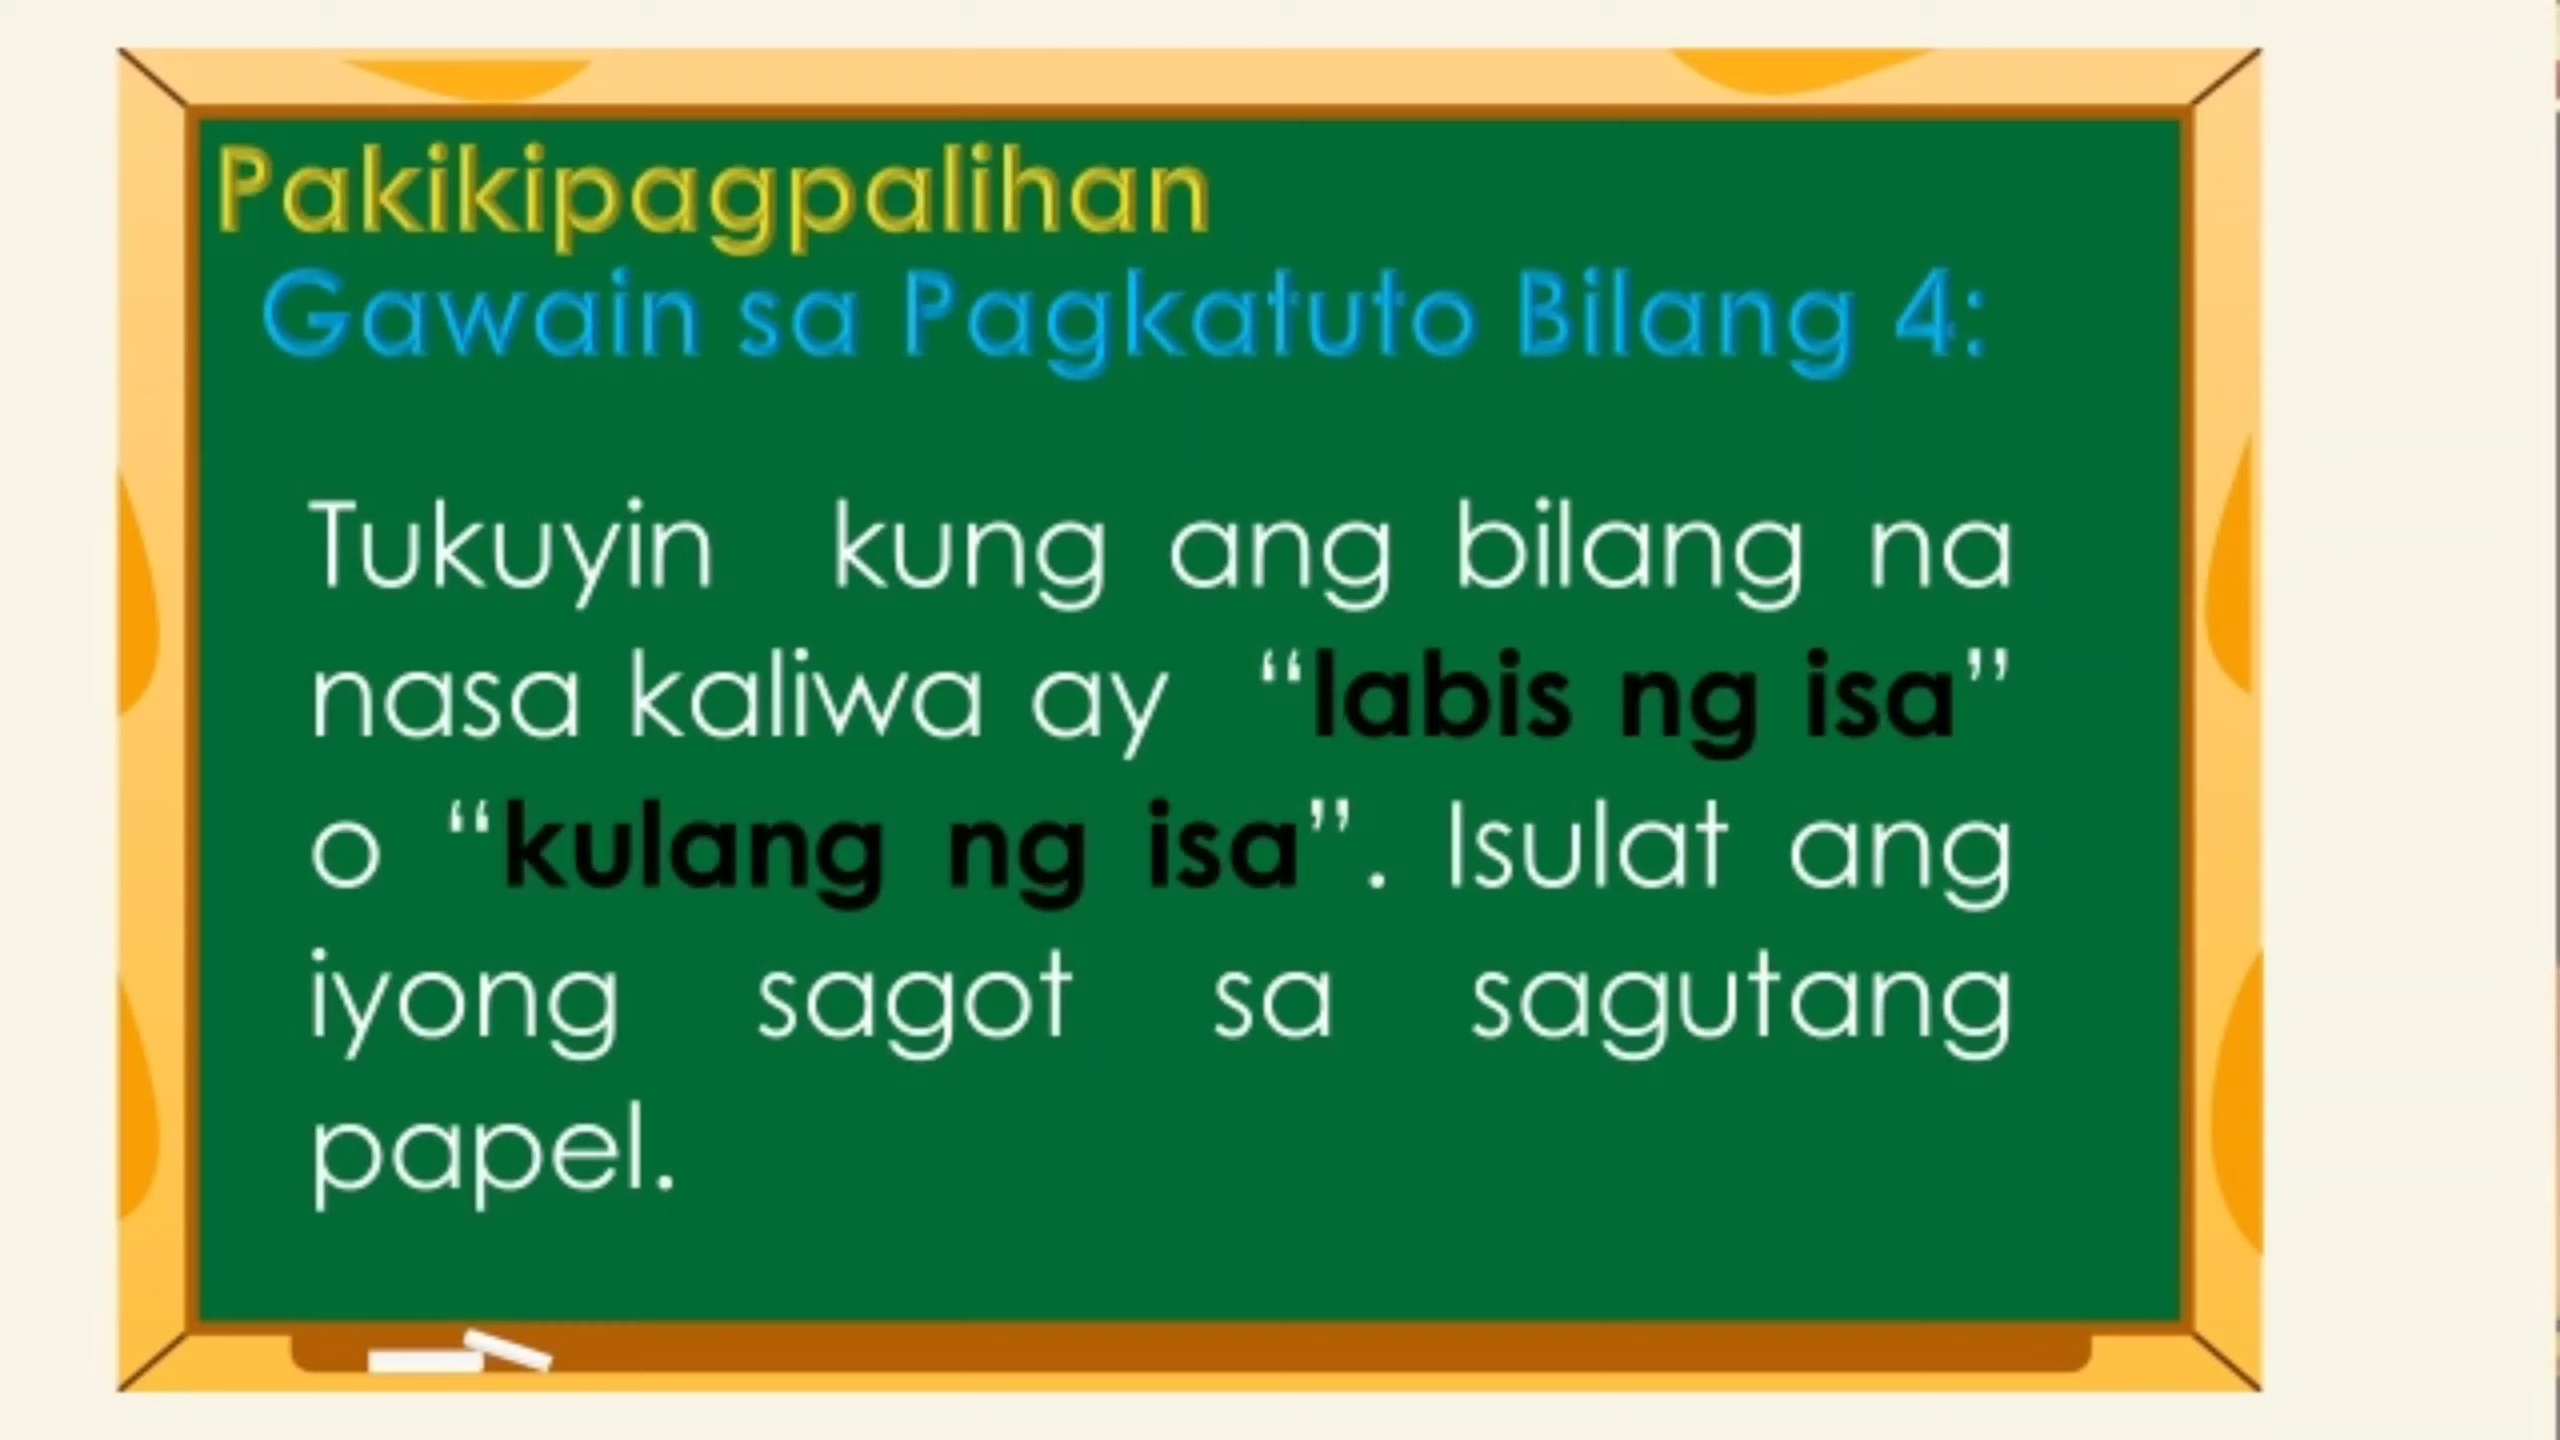 Pakikipagpalihan
Gawain sa Pagkatuto Bilang 4:
Tukuyin kung ang bilang na
nasa kaliwa ay “labis ng isa”
o “kulang ng isa”. Isulat ang
iyong sagot sa sagutang
papel.